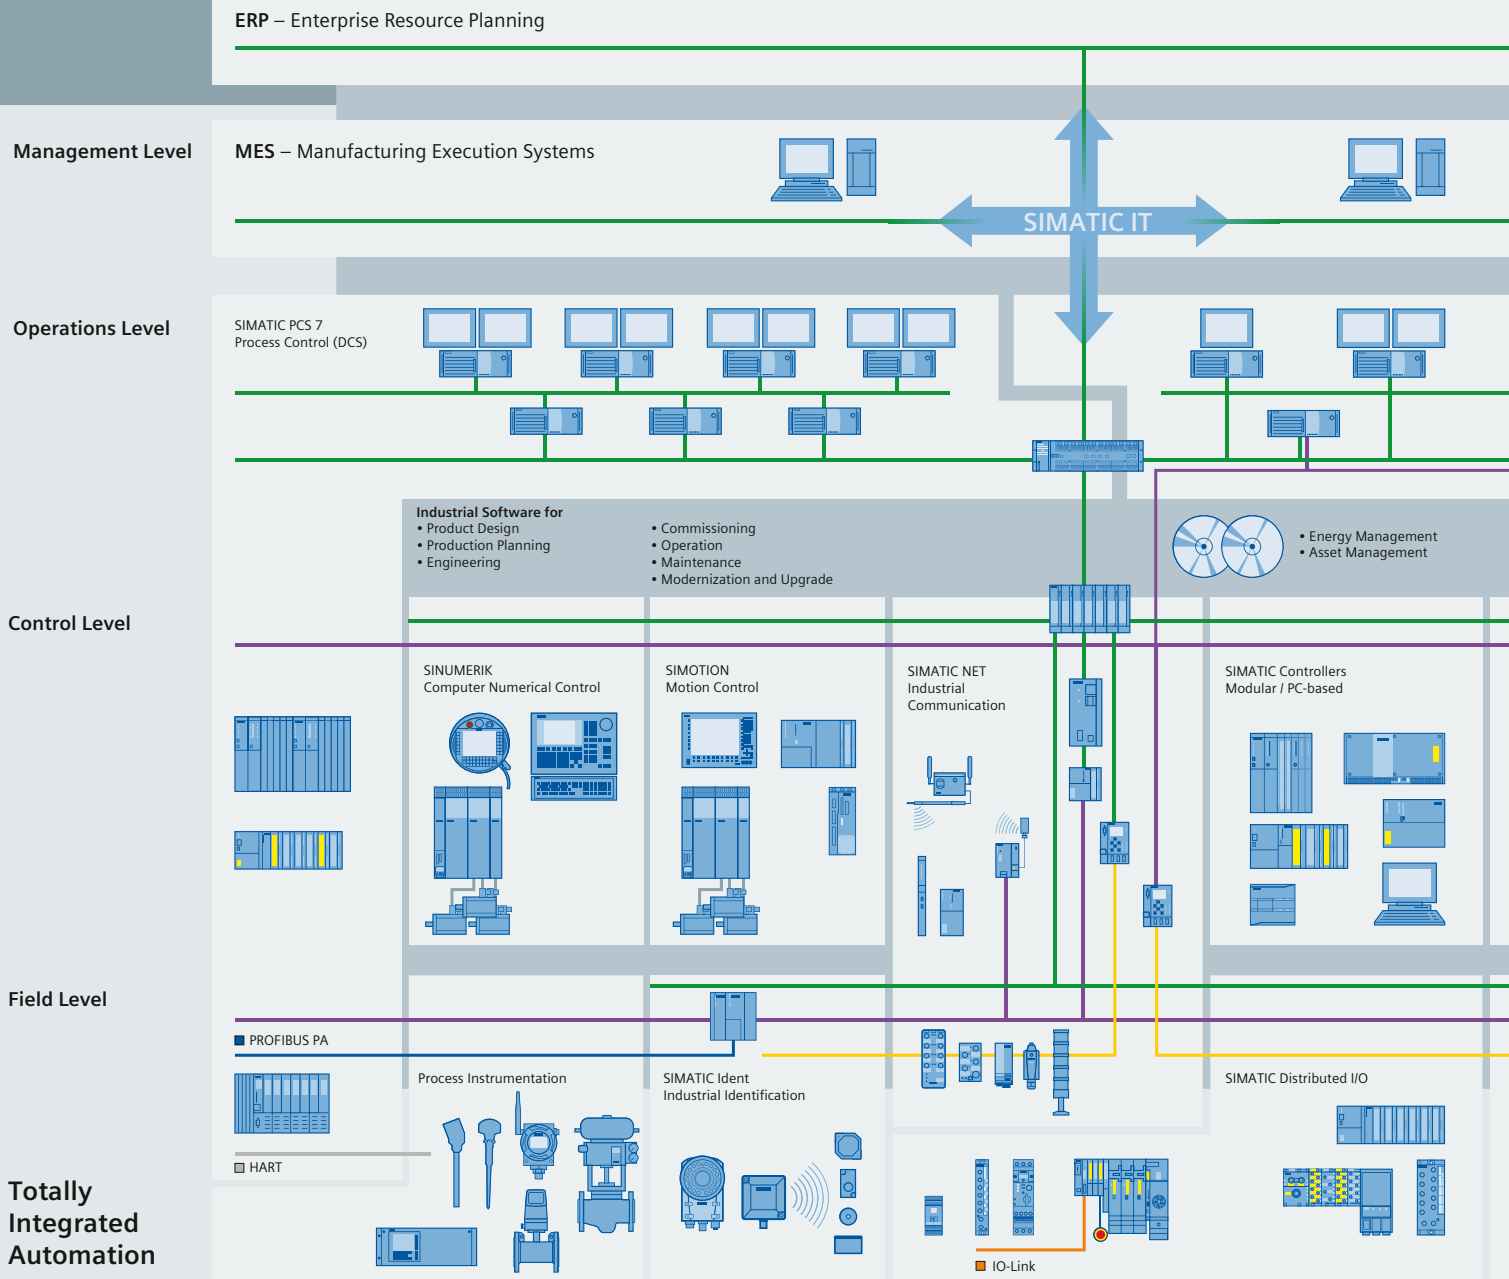 ERP – Enterprise Resource Planning
Management Level
MES – Manufacturing Execution Systems
SIMATIC IT
Operations Level
SIMATIC PCS 7
Process Control (DCS)
Industrial Software for
• Product Design
• Production Planning
• Engineering
• Commissioning
• Operation
• Maintenance
• Modernization and Upgrade
• Energy Management
• Asset Management
Control Level
SINUMERIK
Computer Numerical Control
SIMOTION
Motion Control
SIMATIC NET
Industrial
Communication
SIMATIC Controllers
Modular / PC-based
Field Level
PROFIBUS PA
Process Instrumentation
SIMATIC Ident
Industrial Identification
SIMATIC Distributed I/O
HART
IO-Link
Totally
Integrated
Automation